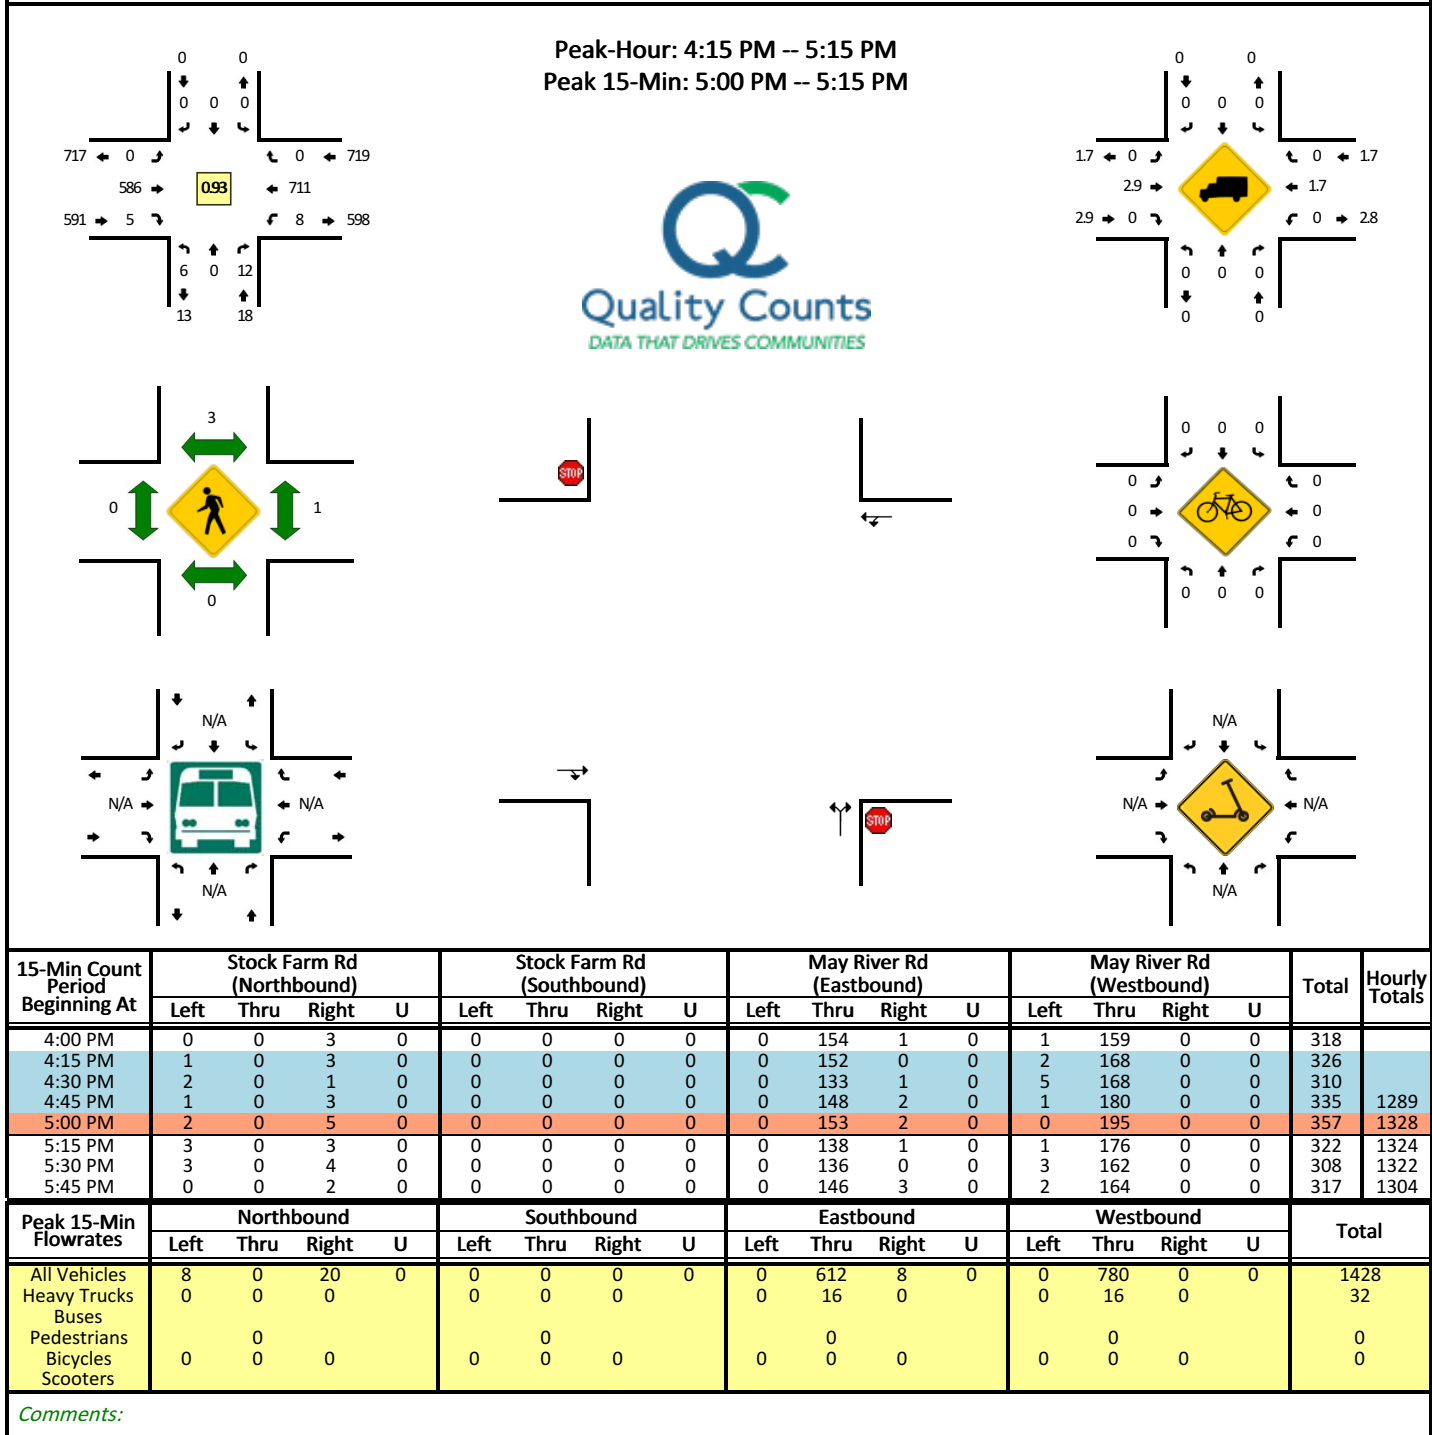 Peak-Hour: 4:15 PM -- 5:15 PM
Peak 15-Min: 5:00 PM -- 5:15 PM
0 0
0 0 0
717 0 0 719
586 0.93 711
591 5 8 598
6 0 12
13 18
0 0
0 0 0
1.7 0 0 1.7
2.9 1.7
2.9 0 0 2.8
0 0 0
0 0
QC
Quality Counts
DATA THAT DRIVES COMMUNITIES
3
0 1
0
STOP
0 0 0
0 0
0 0
0 0
0 0 0
N/A
N/A N/A
N/A
STOP
N/A
N/A N/A
N/A
15-Min Count Period Beginning At Stock Farm Rd (Northbound) Stock Farm Rd (Southbound) May River Rd (Eastbound) May River Rd (Westbound) Total Hourly Totals
Left Thru Right U Left Thru Right U Left Thru Right U Left Thru Right U
4:00 PM 0 0 3 0 0 0 0 0 0 154 1 0 1 159 0 0 318
4:15 PM 1 0 3 0 0 0 0 0 0 152 0 0 2 168 0 0 326
4:30 PM 2 0 1 0 0 0 0 0 0 133 1 0 5 168 0 0 310
4:45 PM 1 0 3 0 0 0 0 0 0 148 2 0 1 180 0 0 335 1289
5:00 PM 2 0 5 0 0 0 0 0 0 153 2 0 0 195 0 0 357 1328
5:15 PM 3 0 3 0 0 0 0 0 0 138 1 0 1 176 0 0 322 1324
5:30 PM 3 0 4 0 0 0 0 0 0 136 0 0 3 162 0 0 308 1322
5:45 PM 0 0 2 0 0 0 0 0 0 146 3 0 2 164 0 0 317 1304
Peak 15-Min Flowrates Northbound Southbound Eastbound Westbound Total
Left Thru Right U Left Thru Right U Left Thru Right U Left Thru Right U
All Vehicles 8 0 20 0 0 0 0 0 0 612 8 0 0 780 0 0 1428
Heavy Trucks 0 0 0 0 0 0 0 16 0 0 16 0 32
Buses
Pedestrians 0 0 0 0 0
Bicycles 0 0 0 0 0 0 0 0 0 0 0 0 0
Scooters
Comments: